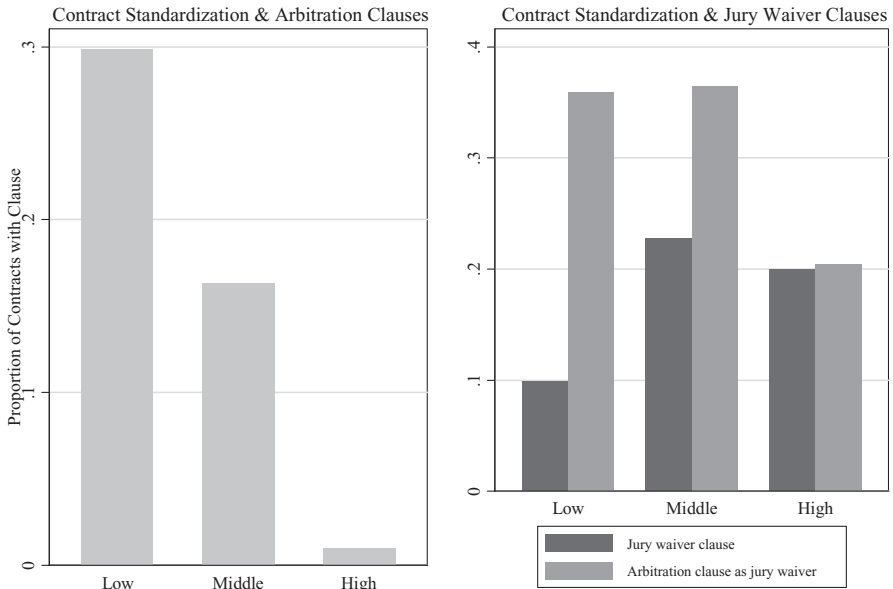 Contract Standardization & Arbitration Clauses
Proportion of Contracts with Clause
.3
.2
.1
0
Low Middle High
Contract Standardization & Jury Waiver Clauses
.4
.3
.2
.1
0
Low Middle High
Jury waiver clause
Arbitration clause as jury waiver